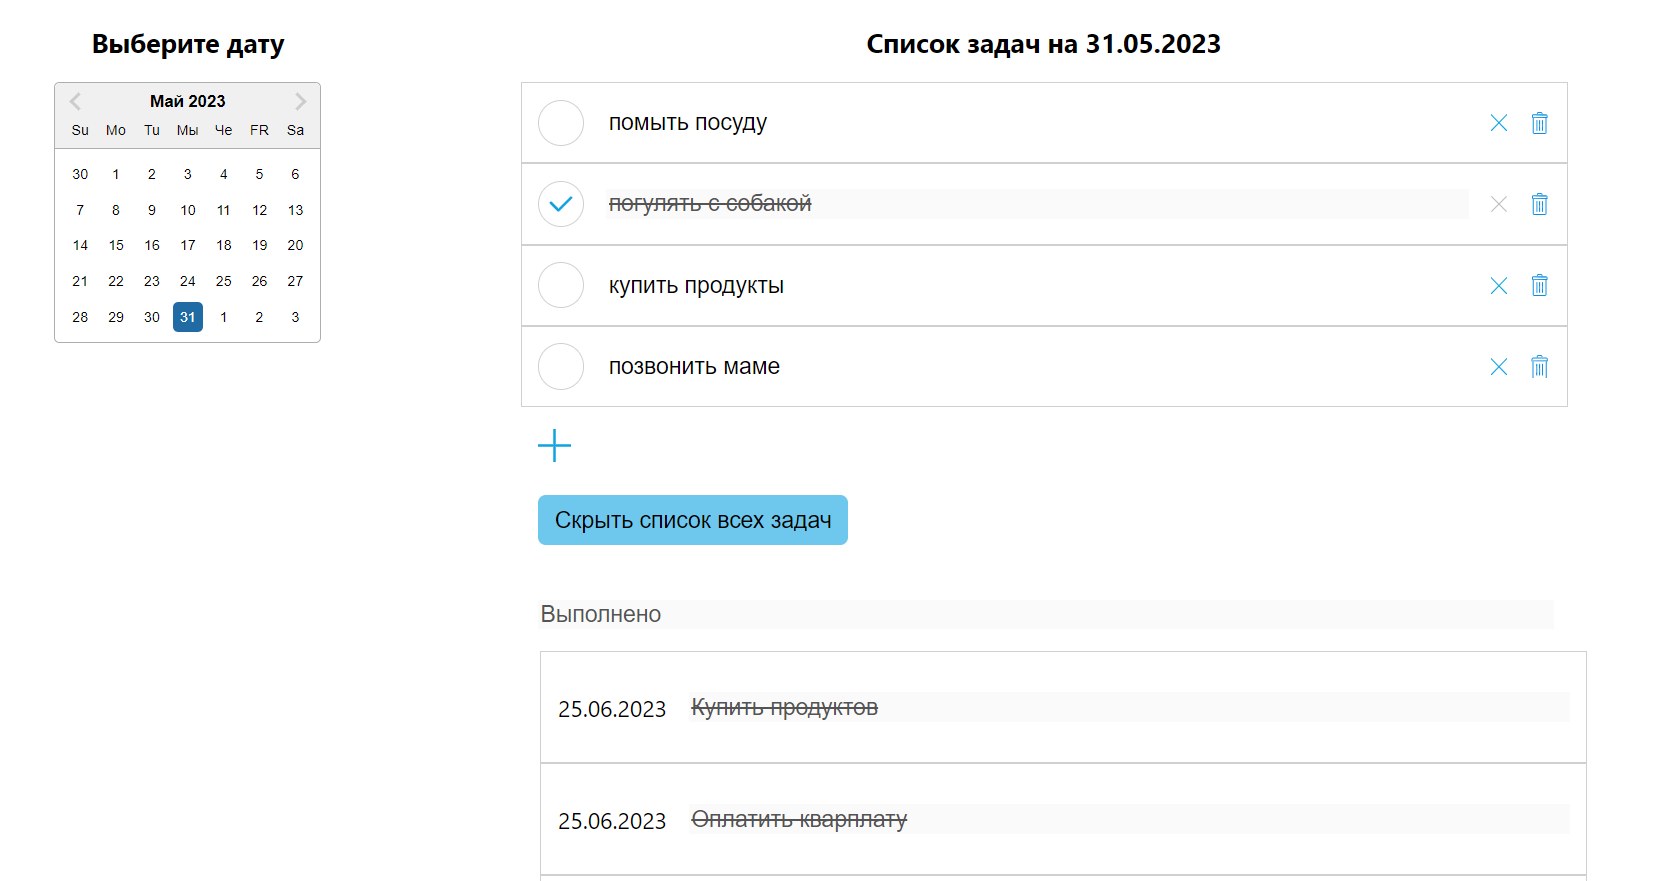 Выберите дату
Май 2023
Su Mo Tu Мы Че FR Sa
30 1 2 3 4 5 6
7 8 9 10 11 12 13
14 15 16 17 18 19 20
21 22 23 24 25 26 27
28 29 30 31 1 2 3
Список задач на 31.05.2023
помыть посуду
погулять с собакой
купить продукты
позвонить маме
Скрыть список всех задач
Выполнено
25.06.2023 Купить продуктов
25.06.2023 Оплатить кварплату